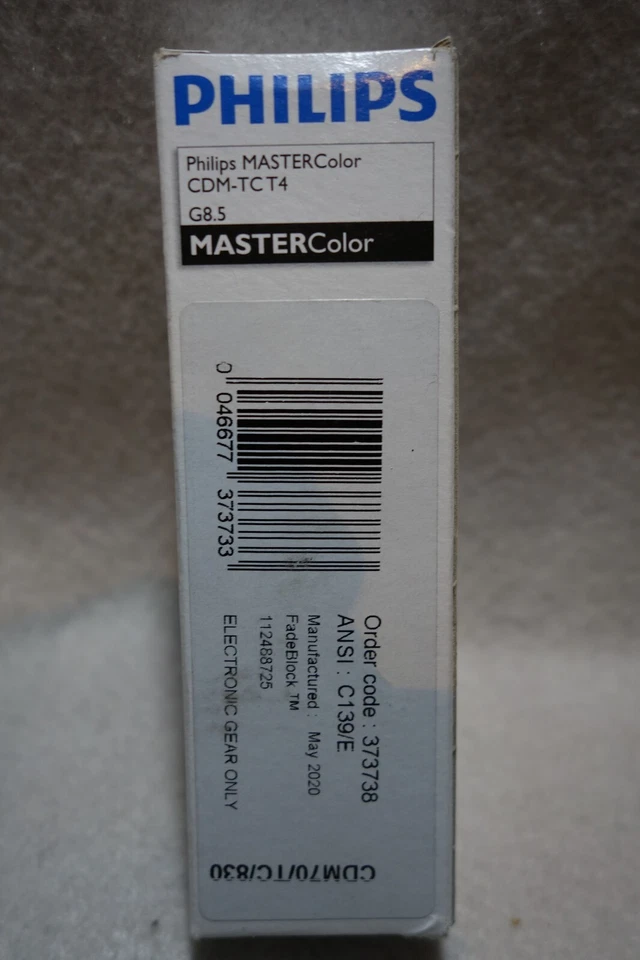 PHILIPS
Philips MASTERColor
CDM-TC T4
G8.5
MASTERColor
0 046677 373733
Order code : 373738
ANSI : C139/E
Manufactured : May 2020
FadeBlock ™
112488725
ELECTRONIC GEAR ONLY
CDM70/TC/830